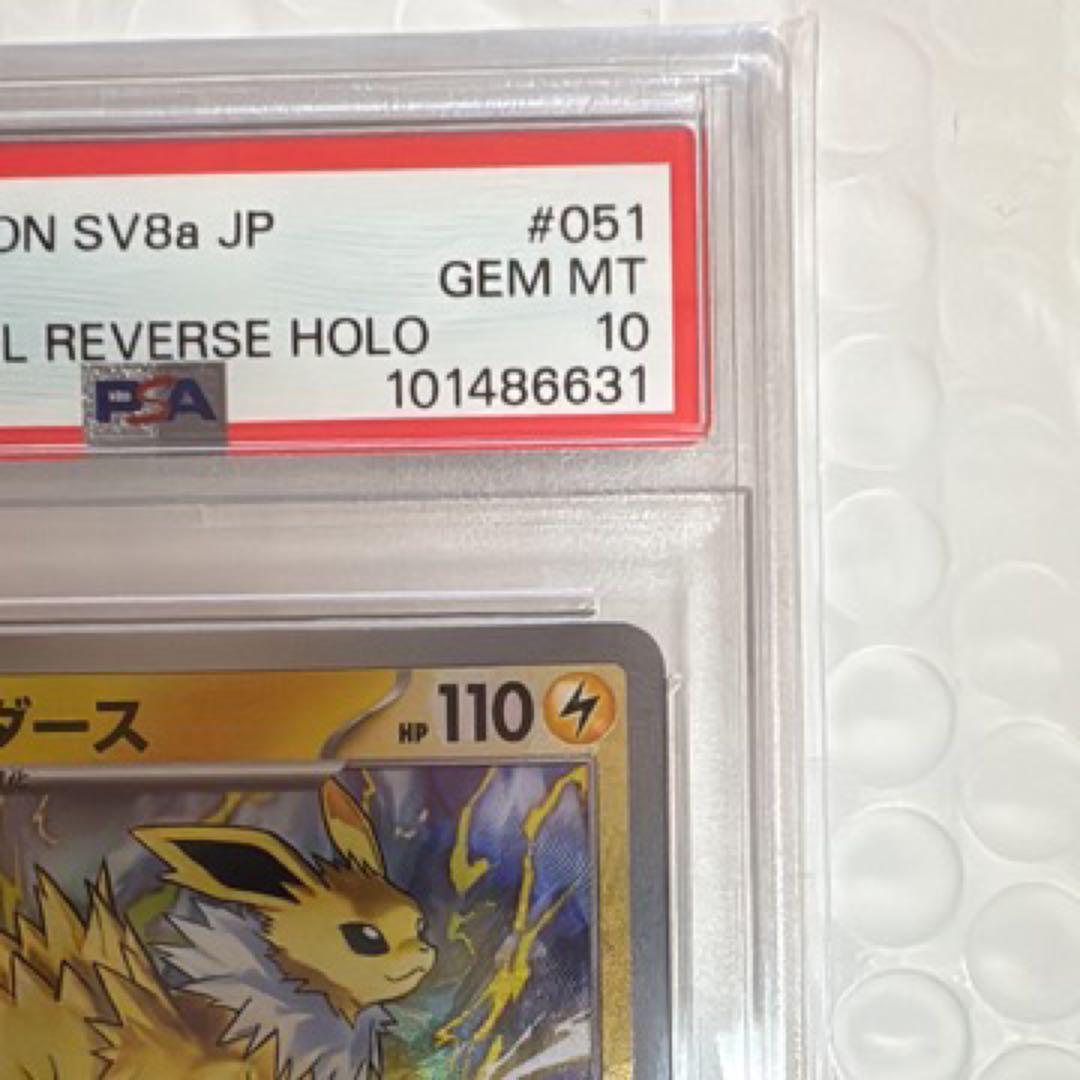 ON SV8a JP #051
GEM MT
L REVERSE HOLO 10
PSA 101486631
ダース HP 110